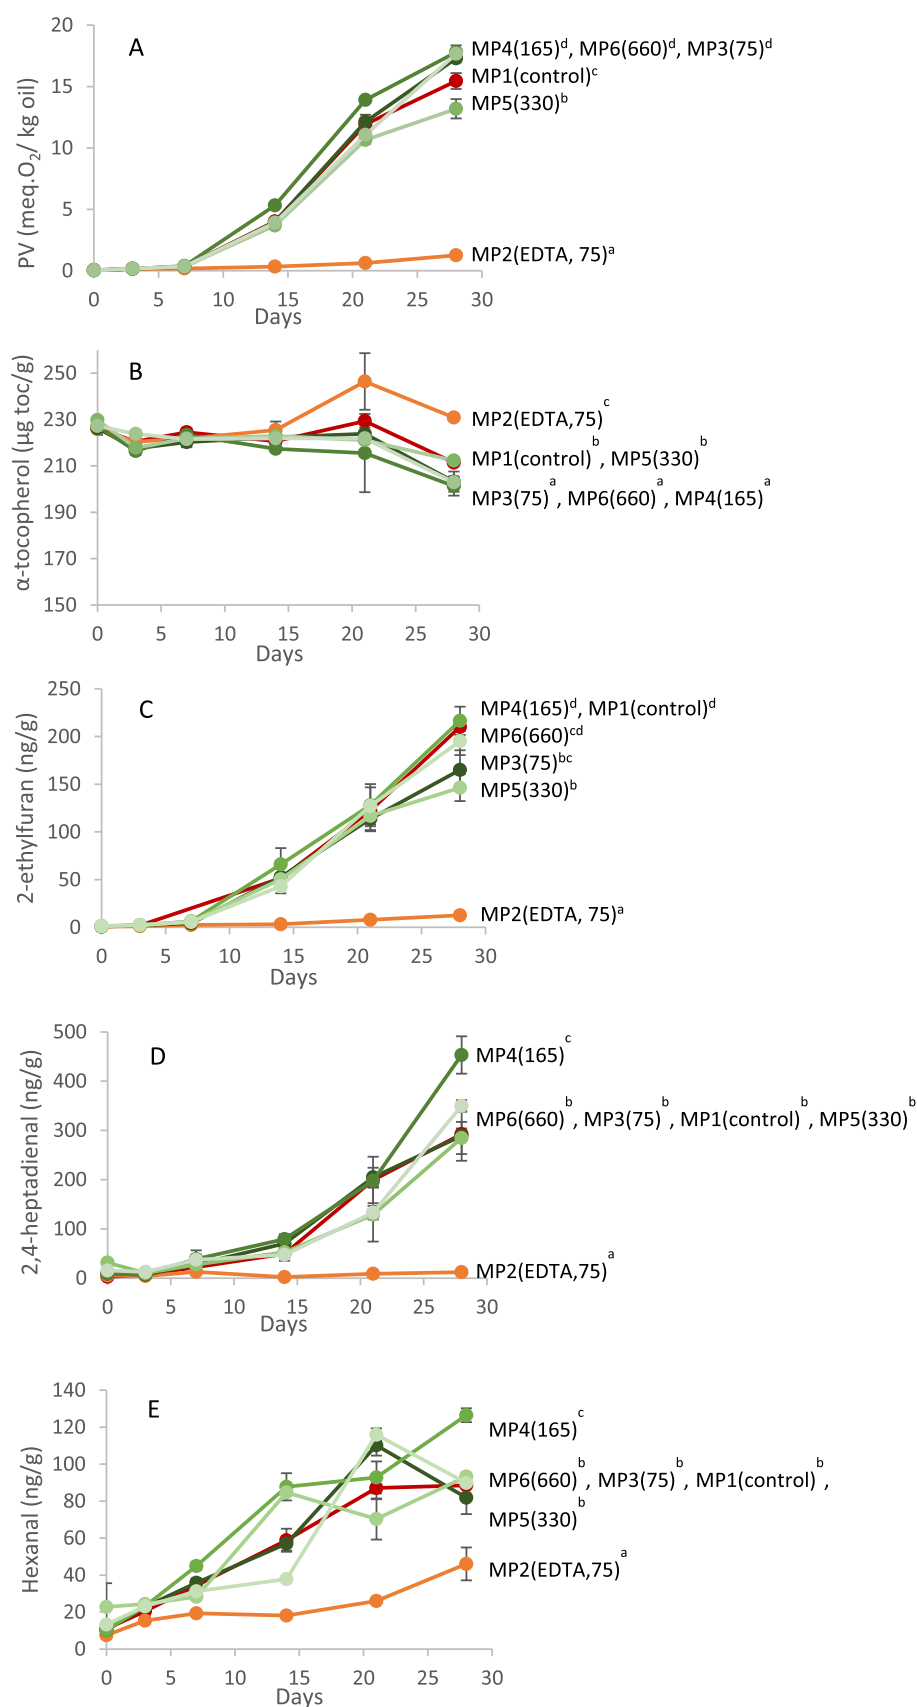 A
PV (meq.O₂/ kg oil)
20
15
10
5
0
0 5 10 15 20 25 30
Days
MP4(165)ᵈ, MP6(660)ᵈ, MP3(75)ᵈ
MP1(control)ᶜ
MP5(330)ᵇ
MP2(EDTA, 75)ᵃ
B
α-tocopherol (µg toc/g)
250
230
210
190
170
150
0 5 10 15 20 25 30
Days
MP2(EDTA,75)ᶜ
MP1(control)ᵇ, MP5(330)ᵇ
MP3(75)ᵃ, MP6(660)ᵃ, MP4(165)ᵃ
C
2-ethylfuran (ng/g)
250
200
150
100
50
0
0 5 10 15 20 25 30
Days
MP4(165)ᵈ, MP1(control)ᵈ
MP6(660)ᶜᵈ
MP3(75)ᵇᶜ
MP5(330)ᵇ
MP2(EDTA, 75)ᵃ
D
2,4-heptadienal (ng/g)
500
400
300
200
100
0
0 5 10 15 20 25 30
Days
MP4(165)ᶜ
MP6(660)ᵇ, MP3(75)ᵇ, MP1(control)ᵇ, MP5(330)ᵇ
MP2(EDTA,75)ᵃ
E
Hexanal (ng/g)
140
120
100
80
60
40
20
0
0 5 10 15 20 25 30
Days
MP4(165)ᶜ
MP6(660)ᵇ, MP3(75)ᵇ, MP1(control)ᵇ,
MP5(330)ᵇ
MP2(EDTA,75)ᵃ